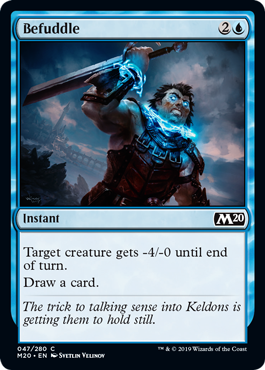 Befuddle 2
Instant M20
Target creature gets -4/-0 until end
of turn.
Draw a card.
The trick to talking sense into Keldons is
getting them to hold still.
047/280 C
M20 • EN SVETLIN VELINOV ™ & © 2019 Wizards of the Coast